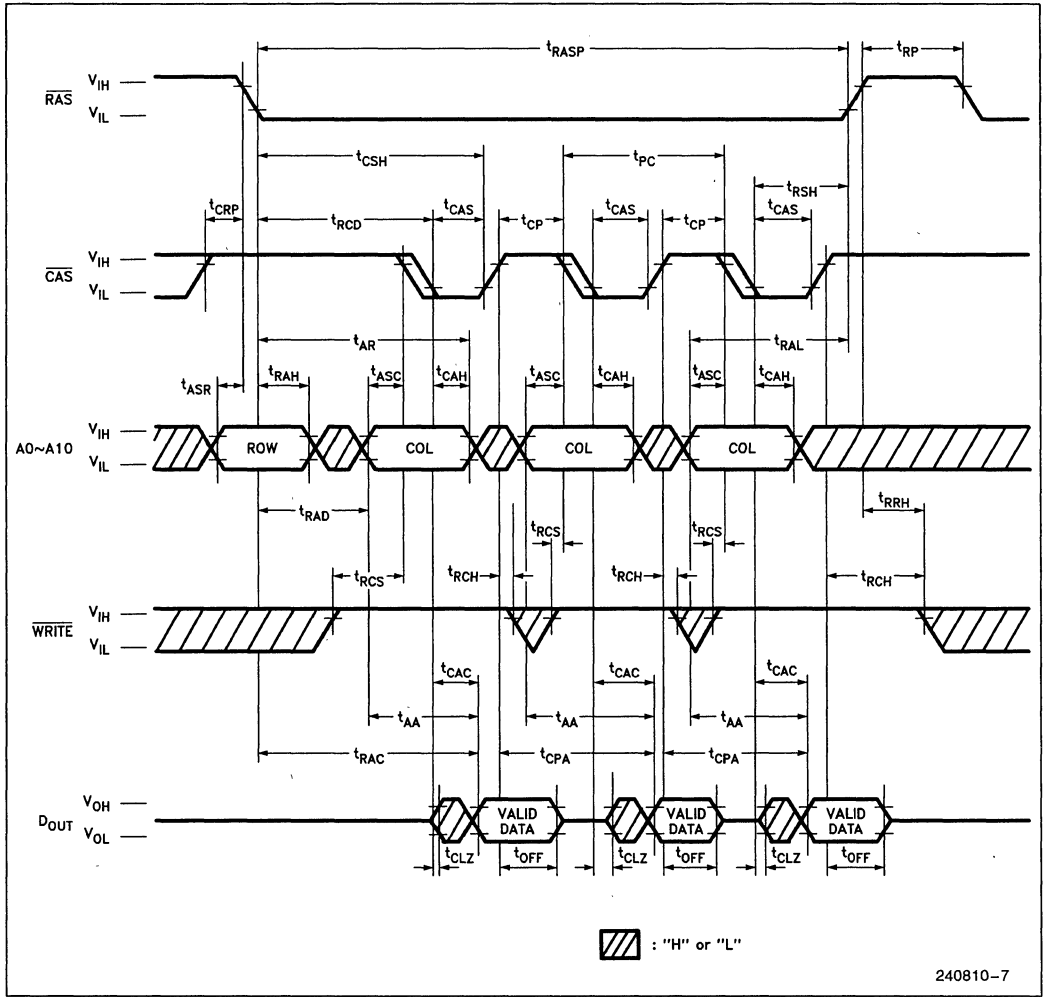 tRASP tRP
VIH
RAS
VIL
tCSH tPC
tRSH
tCRP tRCD tCAS tCP tCAS tCP tCAS
VIH
CAS
VIL
tAR tRAL
tASR tRAH tASC tCAH tASC tCAH tASC tCAH
VIH
A0~A10 ROW COL COL COL
VIL
tRAD tRRH
tRCS tRCS
tRCS tRCH tRCH tRCH
VIH
WRITE
VIL
tCAC tCAC tCAC
tAA tAA tAA
tRAC tCPA tCPA
VOH
DOUT VALID DATA VALID DATA VALID DATA
VOL
tCLZ tOFF tCLZ tOFF tCLZ tOFF
: "H" or "L"
240810-7